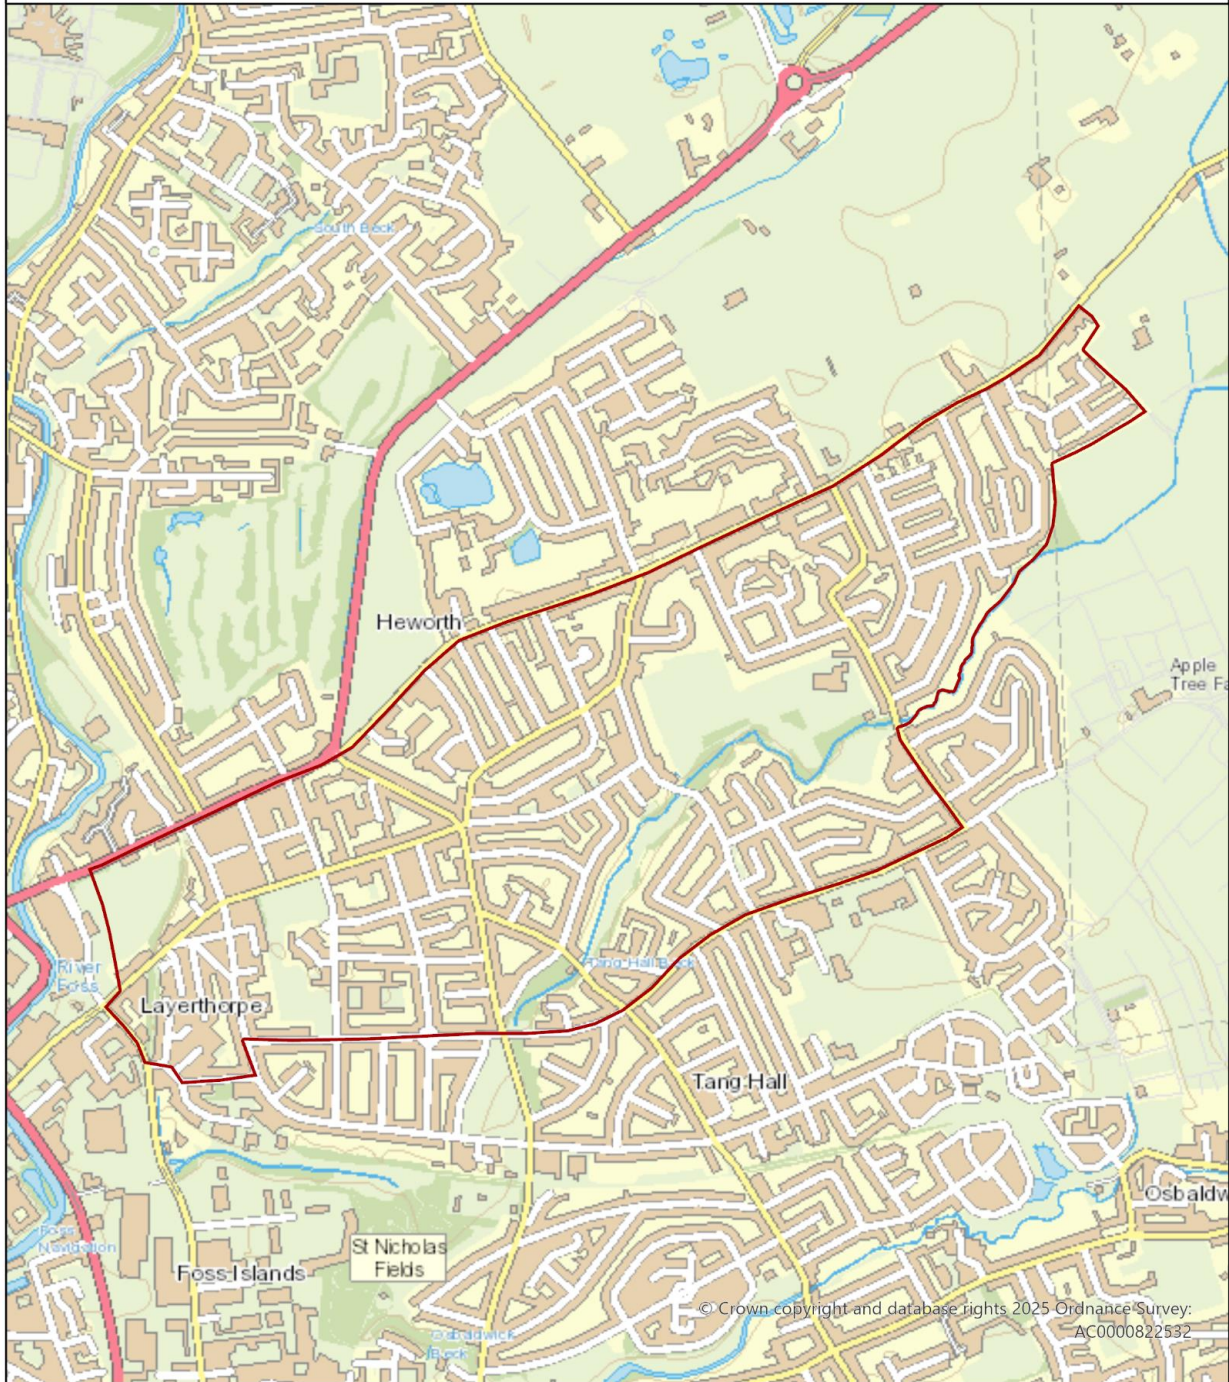 South Beck
Heworth
Apple
Tree Fa
River
Foss
Tang Hall Beck
Layerthorpe
Tang Hall
Osbaldw
Foss
Navigation
St Nicholas
Fields
Foss Islands
Osbaldwick
Beck
© Crown copyright and database rights 2025 Ordnance Survey:
AC0000822532